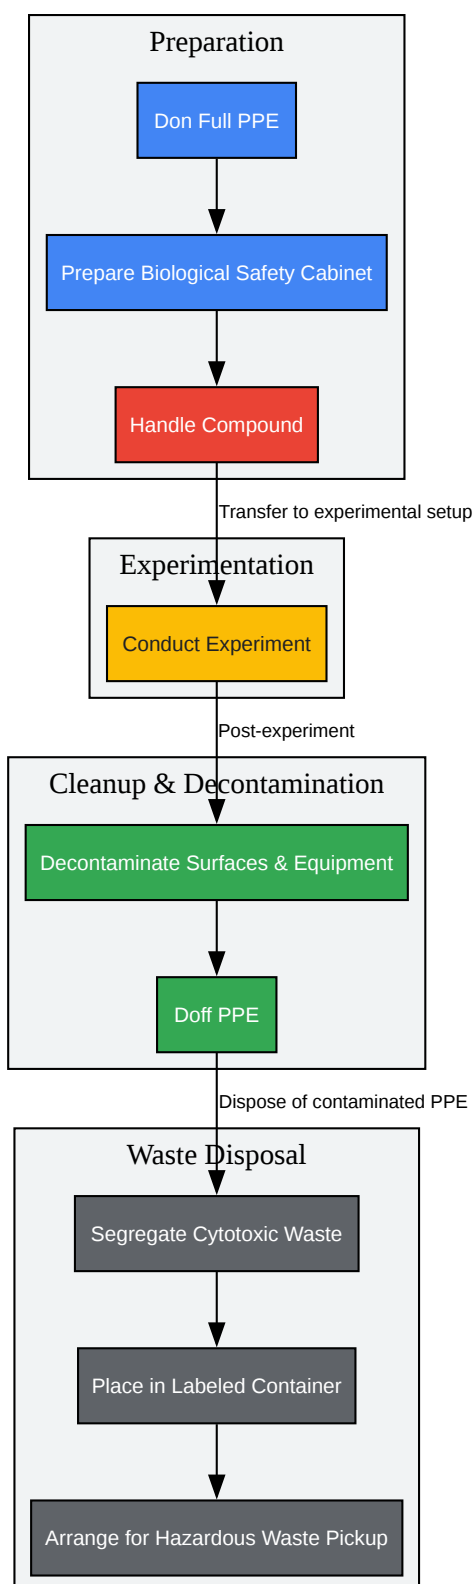 Preparation
Don Full PPE
Prepare Biological Safety Cabinet
Handle Compound
Transfer to experimental setup
Experimentation
Conduct Experiment
Post-experiment
Cleanup & Decontamination
Decontaminate Surfaces & Equipment
Doff PPE
Dispose of contaminated PPE
Waste Disposal
Segregate Cytotoxic Waste
Place in Labeled Container
Arrange for Hazardous Waste Pickup